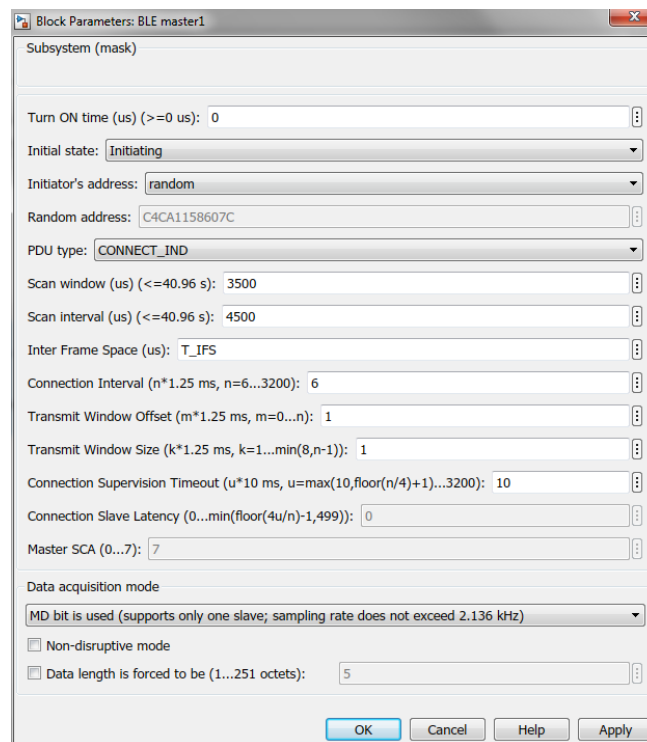 Block Parameters: BLE master1
Subsystem (mask)
Turn ON time (us) (>=0 us): 0
Initial state: Initiating
Initiator's address: random
Random address: C4CA1158607C
PDU type: CONNECT_IND
Scan window (us) (<=40.96 s): 3500
Scan interval (us) (<=40.96 s): 4500
Inter Frame Space (us): T_IFS
Connection Interval (n*1.25 ms, n=6...3200): 6
Transmit Window Offset (m*1.25 ms, m=0...n): 1
Transmit Window Size (k*1.25 ms, k=1...min(8,n-1)): 1
Connection Supervision Timeout (u*10 ms, u=max(10,floor(n/4)+1)...3200): 10
Connection Slave Latency (0...min(floor(4u/n)-1,499)): 0
Master SCA (0...7): 7
Data acquisition mode
MD bit is used (supports only one slave; sampling rate does not exceed 2.136 kHz)
Non-disruptive mode
Data length is forced to be (1...251 octets): 5
OK Cancel Help Apply